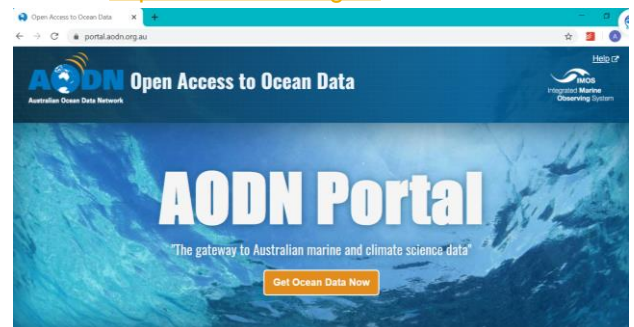 Open Access to Ocean Data
portal.aodn.org.au
Help
AODN Open Access to Ocean Data
Australian Ocean Data Network
IMOS
Integrated Marine
Observing System
AODN Portal
"The gateway to Australian marine and climate science data"
Get Ocean Data Now